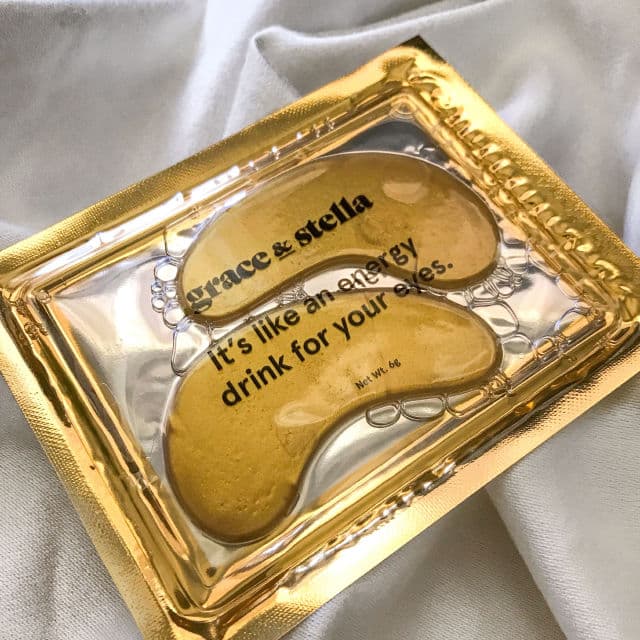 grace & stella
it's like an energy
drink for your eyes.
Net Wt. 6g